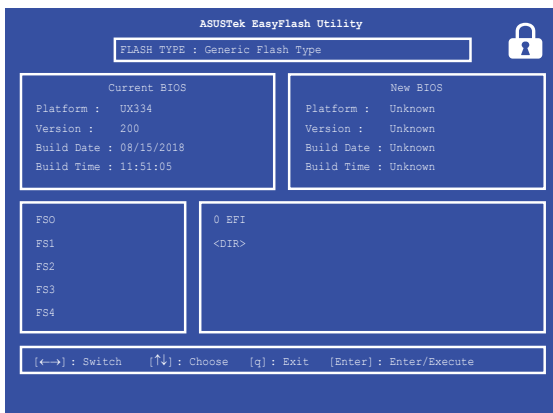 ASUSTek EasyFlash Utility
FLASH TYPE : Generic Flash Type
Current BIOS
Platform : UX334
Version : 200
Build Date : 08/15/2018
Build Time : 11:51:05
New BIOS
Platform : Unknown
Version : Unknown
Build Date : Unknown
Build Time : Unknown
FS0
FS1
FS2
FS3
FS4
0 EFI
<DIR>
[←→] : Switch [↑↓] : Choose [q] : Exit [Enter] : Enter/Execute